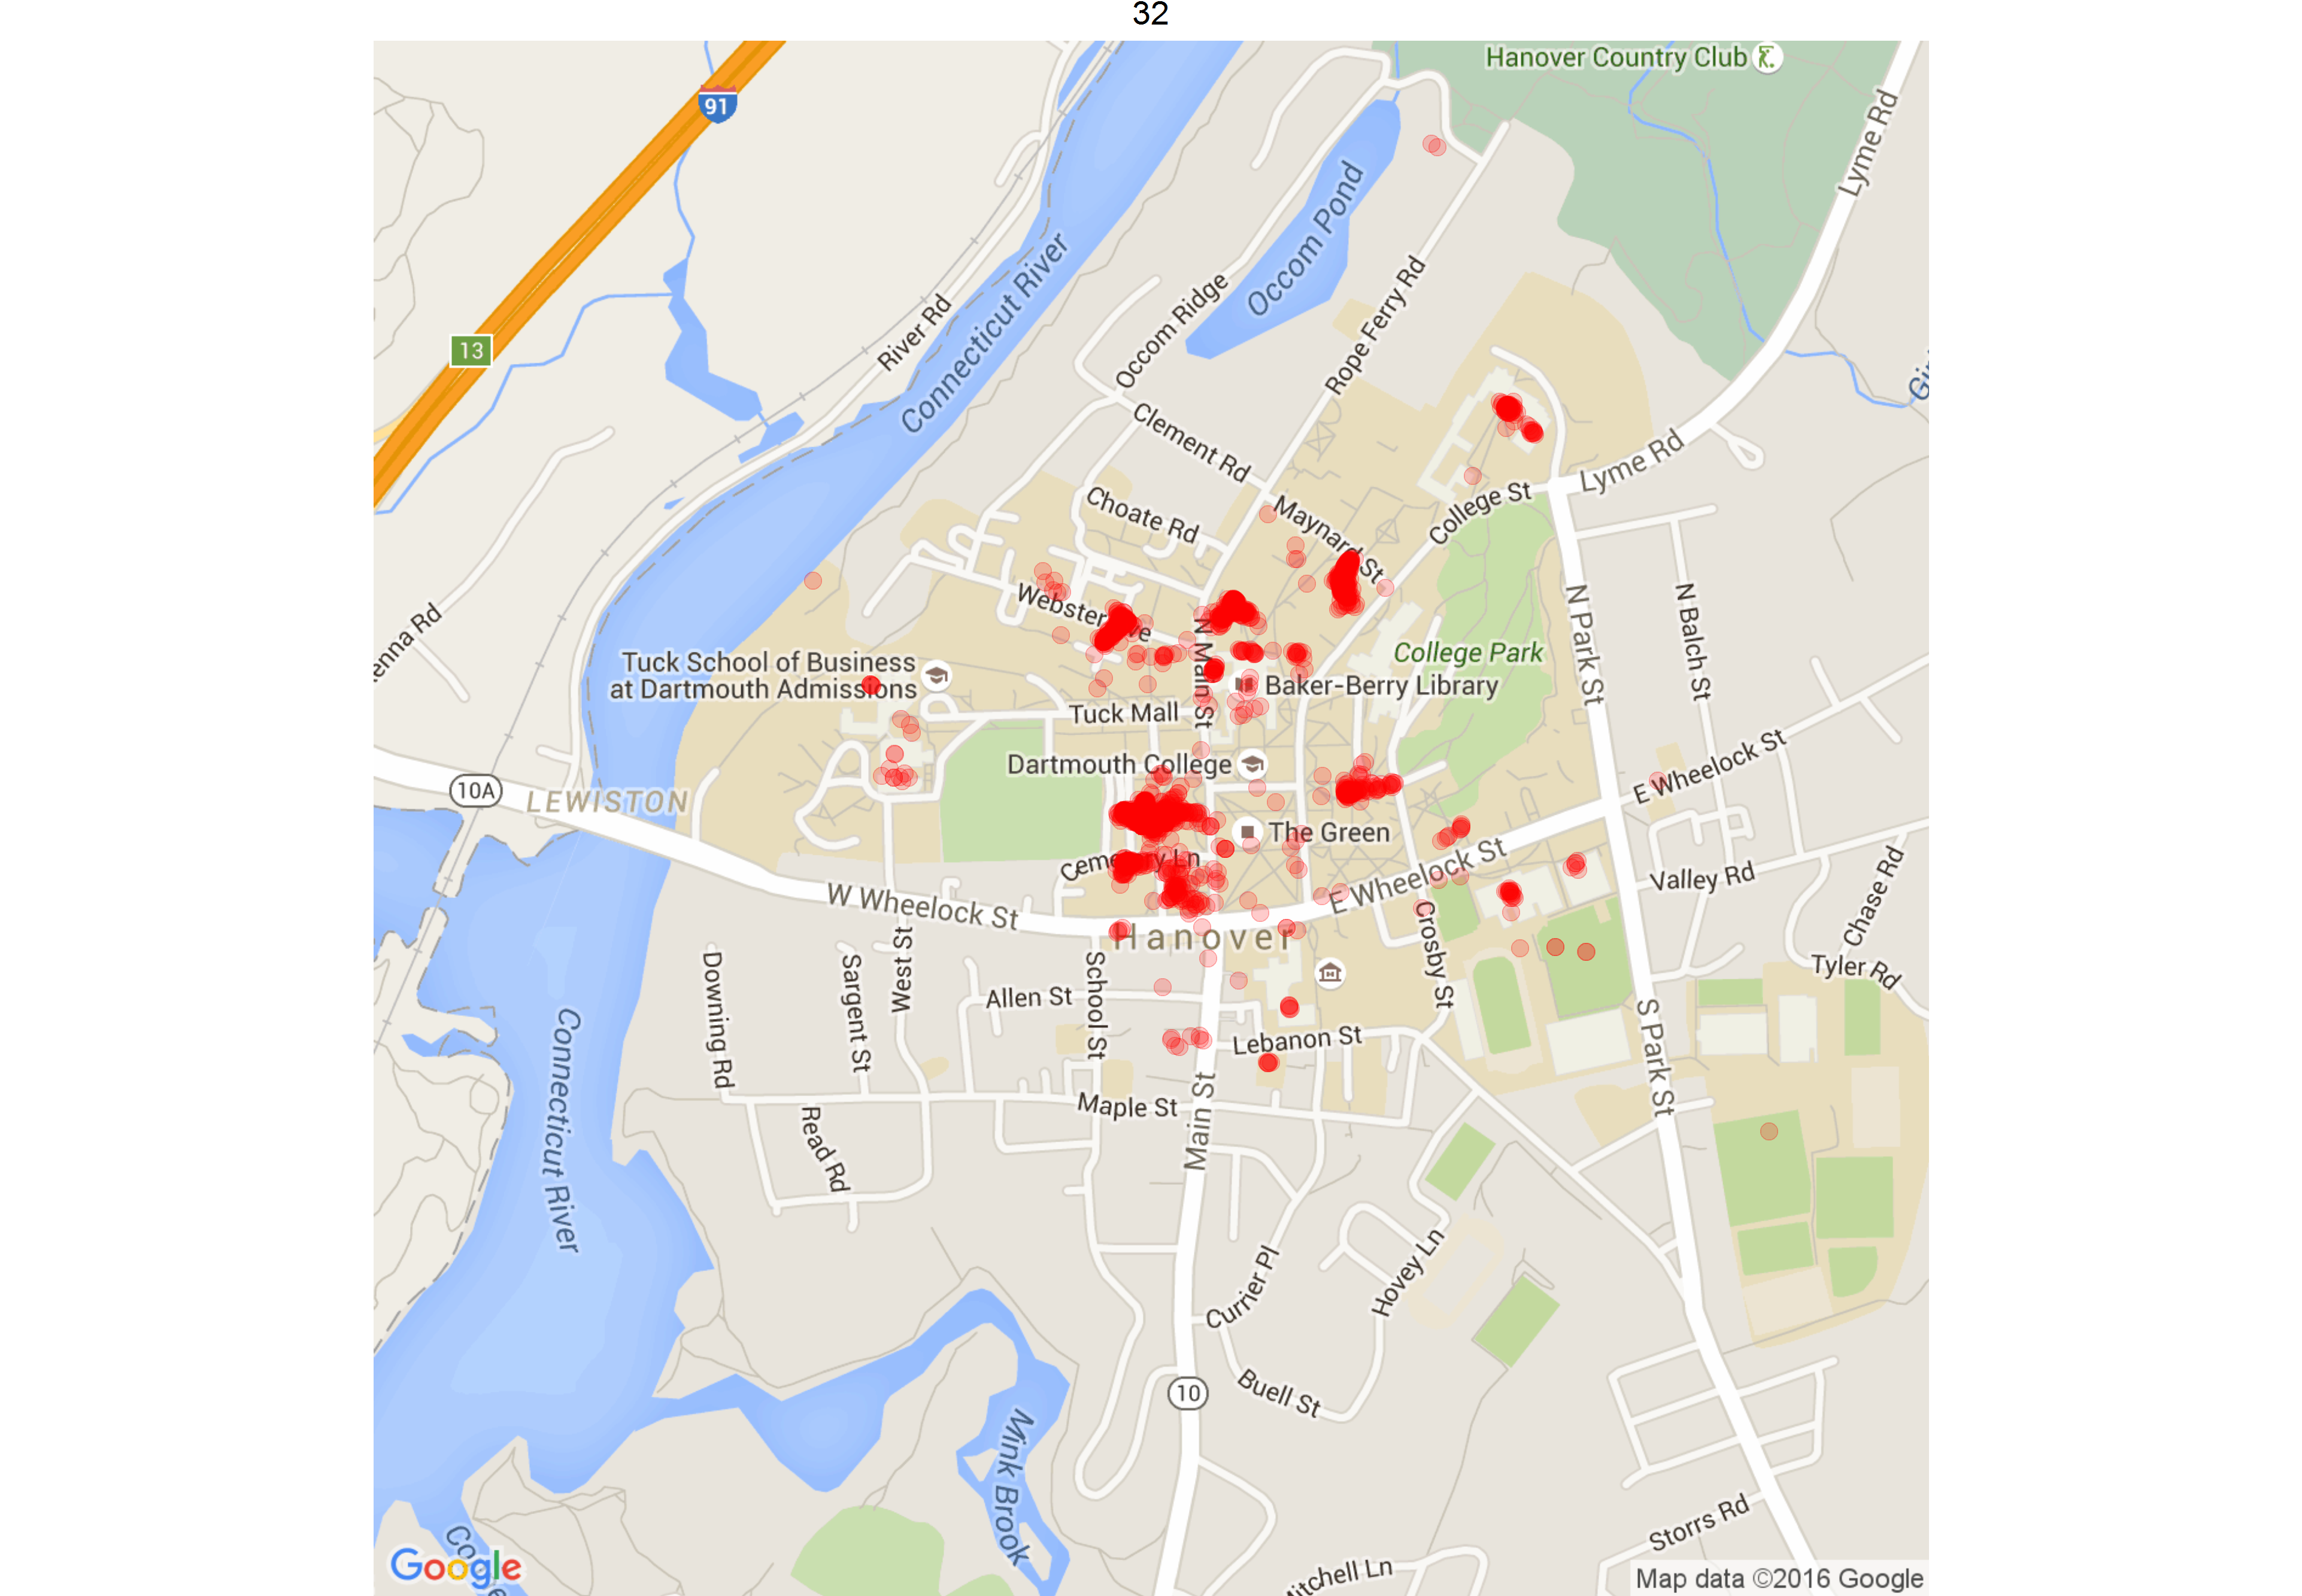 32
Hanover Country Club
91
Lyme Rd
Occom Pond
Connecticut River
River Rd
13
Occom Ridge
Rope Ferry Rd
Clement Rd
Lyme Rd
College St
Choate Rd
Maynard St
N Park St
N Balch St
Webster
N Main St
College Park
enna Rd
Tuck School of Business
at Dartmouth Admissions
Baker-Berry Library
Tuck Mall
Dartmouth College
E Wheelock St
10A
LEWISTON
The Green
Cemetery Ln
E Wheelock St
Valley Rd
Chase Rd
W Wheelock St
Hanover
Crosby St
West St
Sargent St
Downing Rd
School St
Tyler Rd
Allen St
Lebanon St
S Park St
Connecticut River
Maple St
Main St
Read Rd
Currier Pl
Hovey Ln
10
Buell St
Mink Brook
Storrs Rd
Co
Google
itchell Ln
Map data ©2016 Google